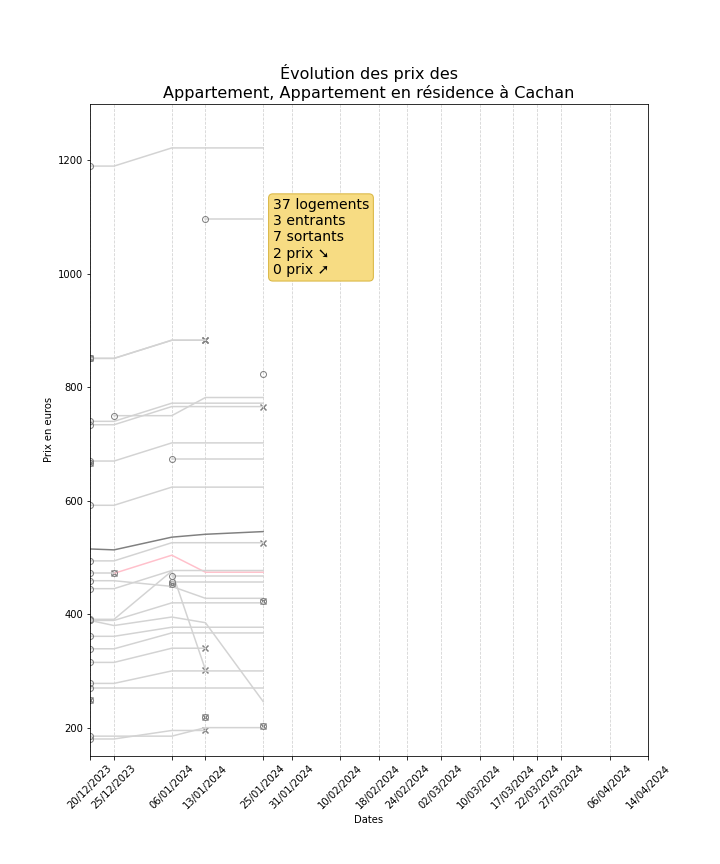 Évolution des prix des
Appartement, Appartement en résidence à Cachan
1200
1000
800
600
400
200
Prix en euros
37 logements
3 entrants
7 sortants
2 prix ➘
0 prix ➚
20/12/2023
25/12/2023
06/01/2024
13/01/2024
25/01/2024
31/01/2024
10/02/2024
18/02/2024
24/02/2024
02/03/2024
10/03/2024
17/03/2024
22/03/2024
27/03/2024
06/04/2024
14/04/2024
Dates